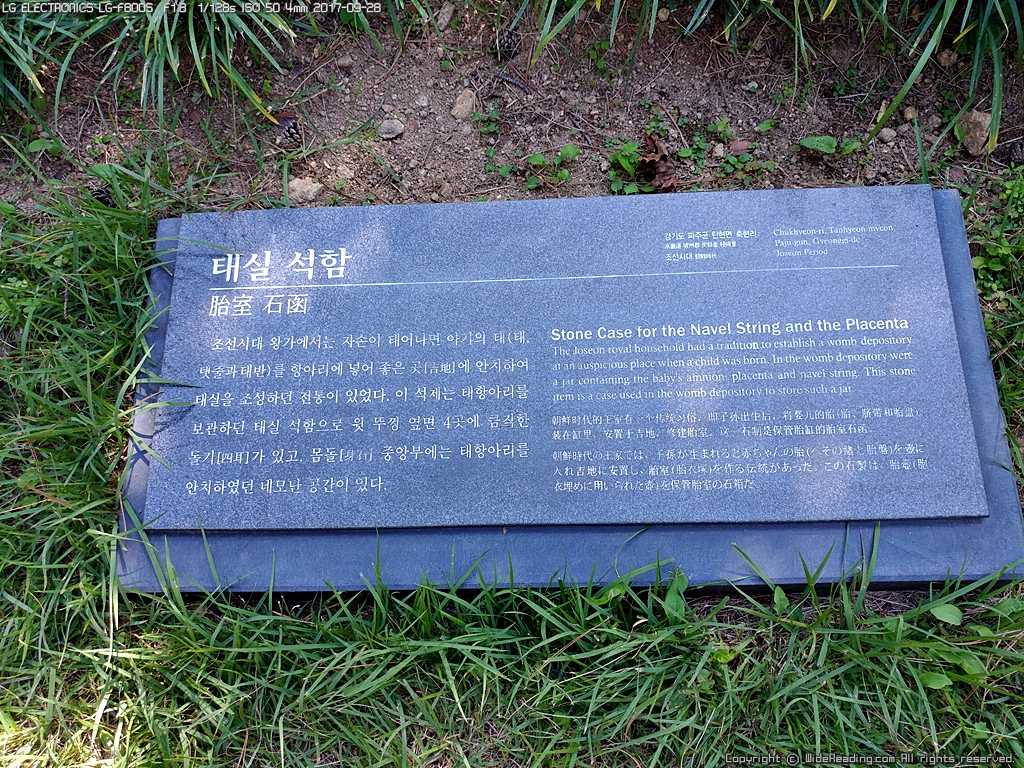 LG ELECTRONICS LG-F800S F1.8 1/128s ISO 50 4mm 2017-09-28
경기도 파주군 탄현면 축현리
Chukhyeon-ri, Tanhyeon-myeon,
Paju-gun, Gyeonggi-do
조선시대 朝鮮時代
Joseon Period
태실 석함
胎室 石函
조선시대 왕가에서는 자손이 태어나면 아기의 태(태,
탯줄과 태반)를 항아리에 넣어 좋은 곳[吉地]에 안치하여
태실을 조성하던 전통이 있었다. 이 석제는 태항아리를
보관하던 태실 석함으로 윗 뚜껑 옆면 4곳에 큼직한
돌기[四耳]가 있고, 몸돌[身石] 중앙부에는 태항아리를
안치하였던 네모난 공간이 있다.
Stone Case for the Navel String and the Placenta
The Joseon royal household had a tradition to establish a womb depository
at an auspicious place when a child was born. In the womb depository were
a jar containing the baby's amnion, placenta and navel string. This stone
item is a case used in the womb depository to store such a jar.
朝鲜时代的王家有一个传统习俗，即子孙出生后，将婴儿的胎(胎、脐带和胎盘)
装在缸里，安置于吉地，修建胎室。这一石制是保管胎缸的胎室石函。
朝鮮時代の王家では、子孫が生まれると赤ちゃんの胎(へその緒と胎盤)を壺に
入れ吉地に安置し、胎室(胎衣塚)を作る伝統があった。この石製は、胎壺(胞
衣埋めに用いられた壺)を保管胎室の石箱だ
Copyright (c) WideReading.com All rights reserved.